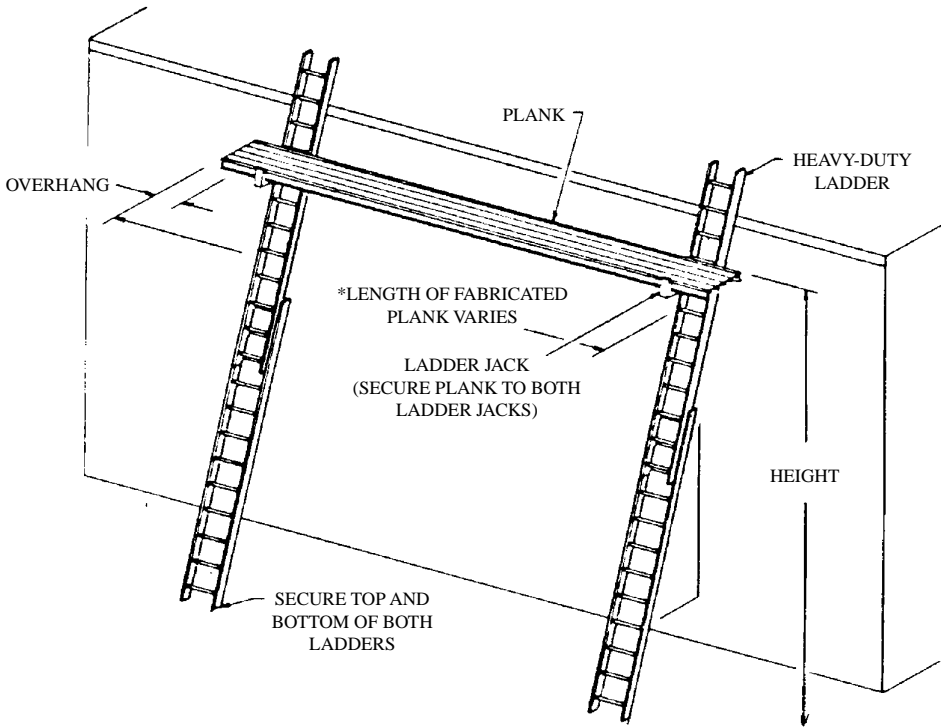 PLANK
HEAVY-DUTY
LADDER
OVERHANG
*LENGTH OF FABRICATED
PLANK VARIES
LADDER JACK
(SECURE PLANK TO BOTH
LADDER JACKS)
HEIGHT
SECURE TOP AND
BOTTOM OF BOTH
LADDERS